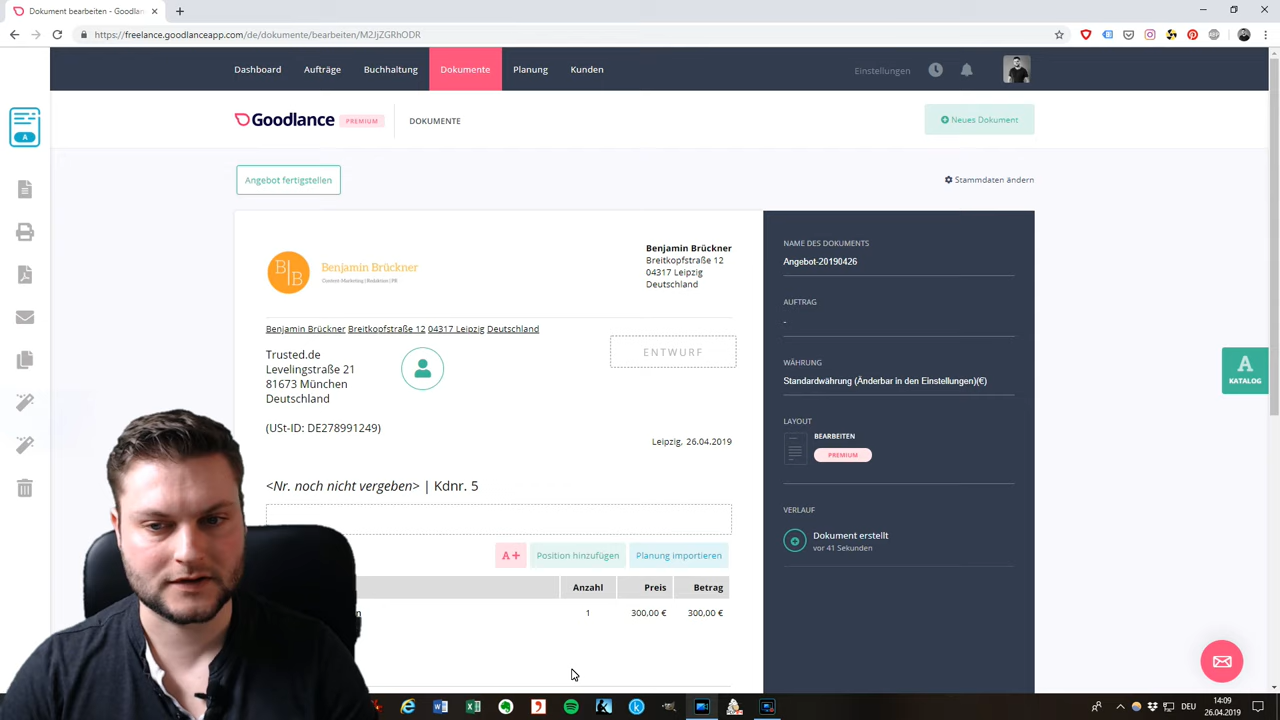 Dokument bearbeiten - Goodlan
https://freelance.goodlanceapp.com/de/dokumente/bearbeiten/M2JjZGRhODR
Dashboard Aufträge Buchhaltung Dokumente Planung Kunden Einstellungen
Goodlance PREMIUM DOKUMENTE Neues Dokument
A
Angebot fertigstellen Stammdaten ändern
B|B Benjamin Brückner
Content-Marketing | Redaktion | PR
Benjamin Brückner
Breitkopfstraße 12
04317 Leipzig
Deutschland
Benjamin Brückner Breitkopfstraße 12 04317 Leipzig Deutschland
ENTWURF
Trusted.de
Levelingstraße 21
81673 München
Deutschland
(USt-ID: DE278991249)
Leipzig, 26.04.2019
<Nr. noch nicht vergeben> | Kdnr. 5
A + Position hinzufügen Planung importieren
Anzahl Preis Betrag
1 300,00 € 300,00 €
NAME DES DOKUMENTS
Angebot-20190426
AUFTRAG
-
WÄHRUNG
Standardwährung (Änderbar in den Einstellungen)(€)
LAYOUT
BEARBEITEN
PREMIUM
VERLAUF
Dokument erstellt
vor 41 Sekunden
A
KATALOG
DEU
14:09
26.04.2019